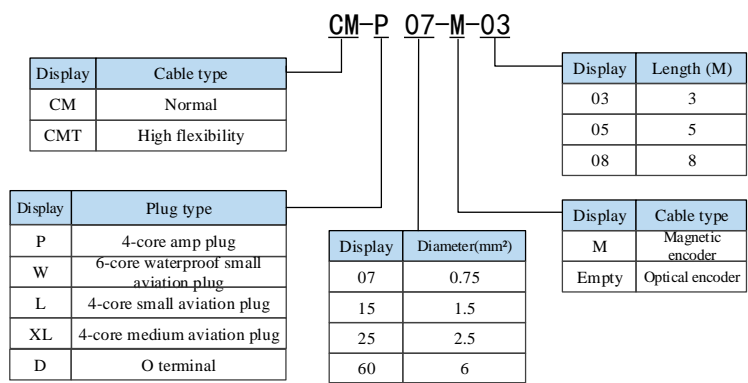 CM-P 07-M-03
Display Cable type
CM Normal
CMT High flexibility
Display Length (M)
03 3
05 5
08 8
Display Plug type
P 4-core amp plug
W 6-core waterproof small
aviation plug
L 4-core small aviation plug
XL 4-core medium aviation plug
D O terminal
Display Diameter(mm²)
07 0.75
15 1.5
25 2.5
60 6
Display Cable type
M Magnetic
encoder
Empty Optical encoder